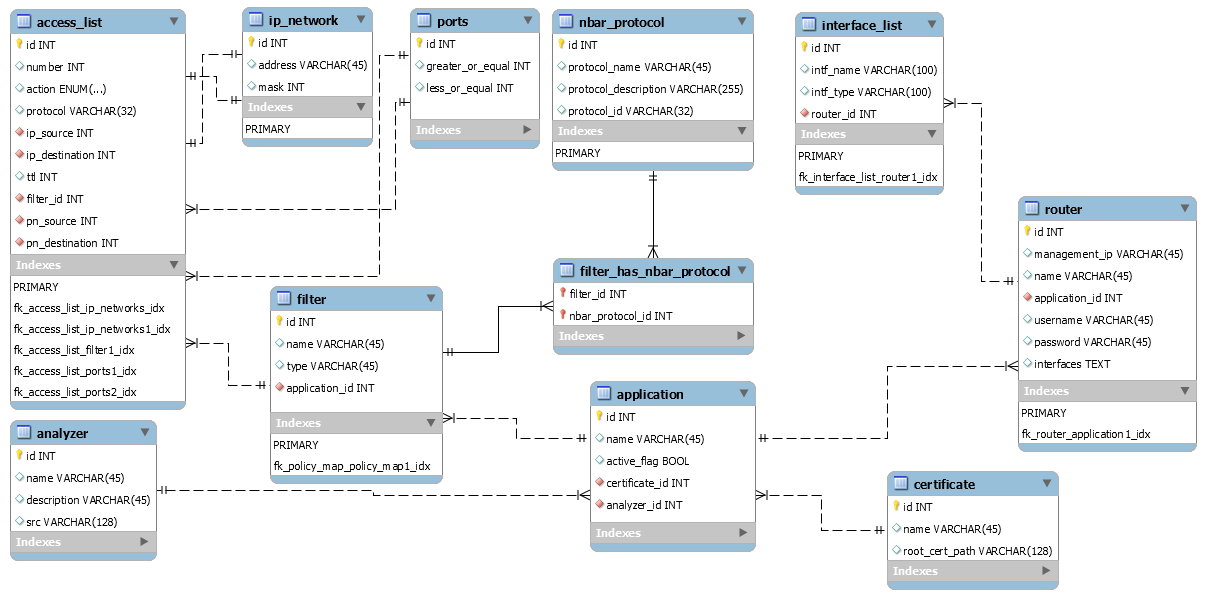 access_list
id INT
number INT
action ENUM(...)
protocol VARCHAR(32)
ip_source INT
ip_destination INT
ttl INT
filter_id INT
pn_source INT
pn_destination INT
Indexes
PRIMARY
fk_access_list_ip_networks_idx
fk_access_list_ip_networks1_idx
fk_access_list_filter1_idx
fk_access_list_ports1_idx
fk_access_list_ports2_idx
ip_network
id INT
address VARCHAR(45)
mask INT
Indexes
PRIMARY
ports
id INT
greater_or_equal INT
less_or_equal INT
Indexes
nbar_protocol
id INT
protocol_name VARCHAR(45)
protocol_description VARCHAR(255)
protocol_id VARCHAR(32)
Indexes
PRIMARY
interface_list
id INT
intf_name VARCHAR(100)
intf_type VARCHAR(100)
router_id INT
Indexes
PRIMARY
fk_interface_list_router1_idx
router
id INT
management_ip VARCHAR(45)
name VARCHAR(45)
application_id INT
username VARCHAR(45)
password VARCHAR(45)
interfaces TEXT
Indexes
PRIMARY
fk_router_application1_idx
filter_has_nbar_protocol
filter_id INT
nbar_protocol_id INT
Indexes
filter
id INT
name VARCHAR(45)
type VARCHAR(45)
application_id INT
Indexes
PRIMARY
fk_policy_map_policy_map1_idx
application
id INT
name VARCHAR(45)
active_flag BOOL
certificate_id INT
analyzer_id INT
Indexes
analyzer
id INT
name VARCHAR(45)
description VARCHAR(45)
src VARCHAR(128)
Indexes
certificate
id INT
name VARCHAR(45)
root_cert_path VARCHAR(128)
Indexes